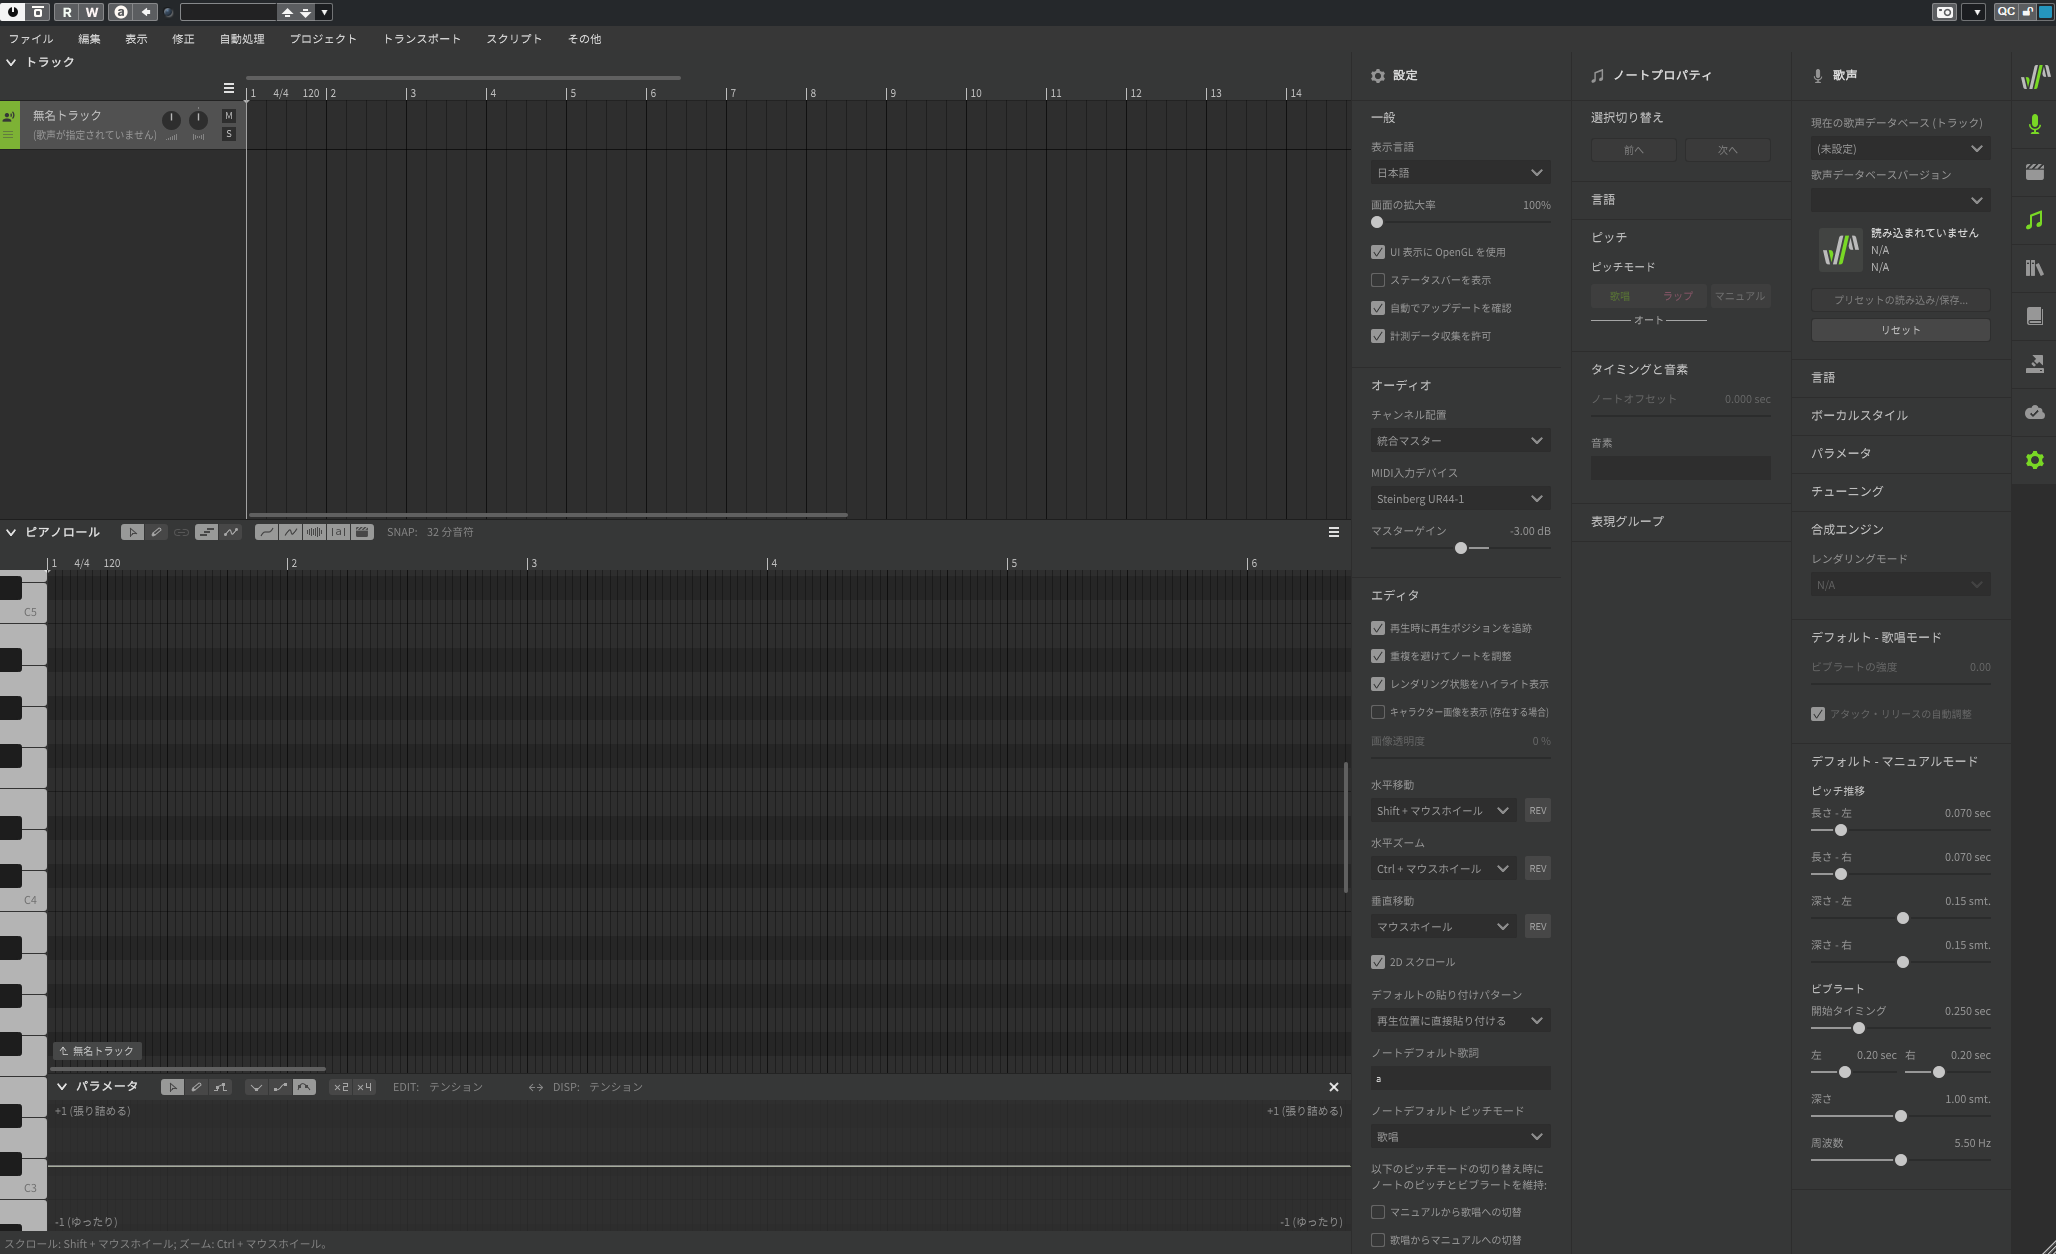 R W a QC
ファイル 編集 表示 修正 自動処理 プロジェクト トランスポート スクリプト その他
トラック
1 4/4 120 2 3 4 5 6 7 8 9 10 11 12 13 14
無名トラック M
(歌声が指定されていません) S
ピアノロール SNAP: 32 分音符
1 4/4 120 2 3 4 5 6
C5
C4
無名トラック
パラメータ ×2 ×4 EDIT: テンション DISP: テンション
+1 (張り詰める) +1 (張り詰める)
C3
-1 (ゆったり) -1 (ゆったり)
スクロール: Shift + マウスホイール; ズーム: Ctrl + マウスホイール。
設定
一般
表示言語
日本語
画面の拡大率 100%
UI 表示に OpenGL を使用
ステータスバーを表示
自動でアップデートを確認
計測データ収集を許可
オーディオ
チャンネル配置
統合マスター
MIDI入力デバイス
Steinberg UR44-1
マスターゲイン -3.00 dB
エディタ
再生時に再生ポジションを追跡
重複を避けてノートを調整
レンダリング状態をハイライト表示
キャラクター画像を表示 (存在する場合)
画像透明度 0 %
水平移動
Shift + マウスホイール REV
水平ズーム
Ctrl + マウスホイール REV
垂直移動
マウスホイール REV
2D スクロール
デフォルトの貼り付けパターン
再生位置に直接貼り付ける
ノートデフォルト歌詞
a
ノートデフォルト ピッチモード
歌唱
以下のピッチモードの切り替え時に
ノートのピッチとビブラートを維持:
マニュアルから歌唱への切替
歌唱からマニュアルへの切替
ノートプロパティ
選択切り替え
前へ 次へ
言語
ピッチ
ピッチモード
歌唱 ラップ マニュアル
オート
タイミングと音素
ノートオフセット 0.000 sec
音素
表現グループ
歌声
現在の歌声データベース (トラック)
(未設定)
歌声データベースバージョン
読み込まれていません
N/A
N/A
プリセットの読み込み/保存...
リセット
言語
ボーカルスタイル
パラメータ
チューニング
合成エンジン
レンダリングモード
N/A
デフォルト - 歌唱モード
ビブラートの強度 0.00
アタック・リリースの自動調整
デフォルト - マニュアルモード
ピッチ推移
長さ - 左 0.070 sec
長さ - 右 0.070 sec
深さ - 左 0.15 smt.
深さ - 右 0.15 smt.
ビブラート
開始タイミング 0.250 sec
左 0.20 sec 右 0.20 sec
深さ 1.00 smt.
周波数 5.50 Hz